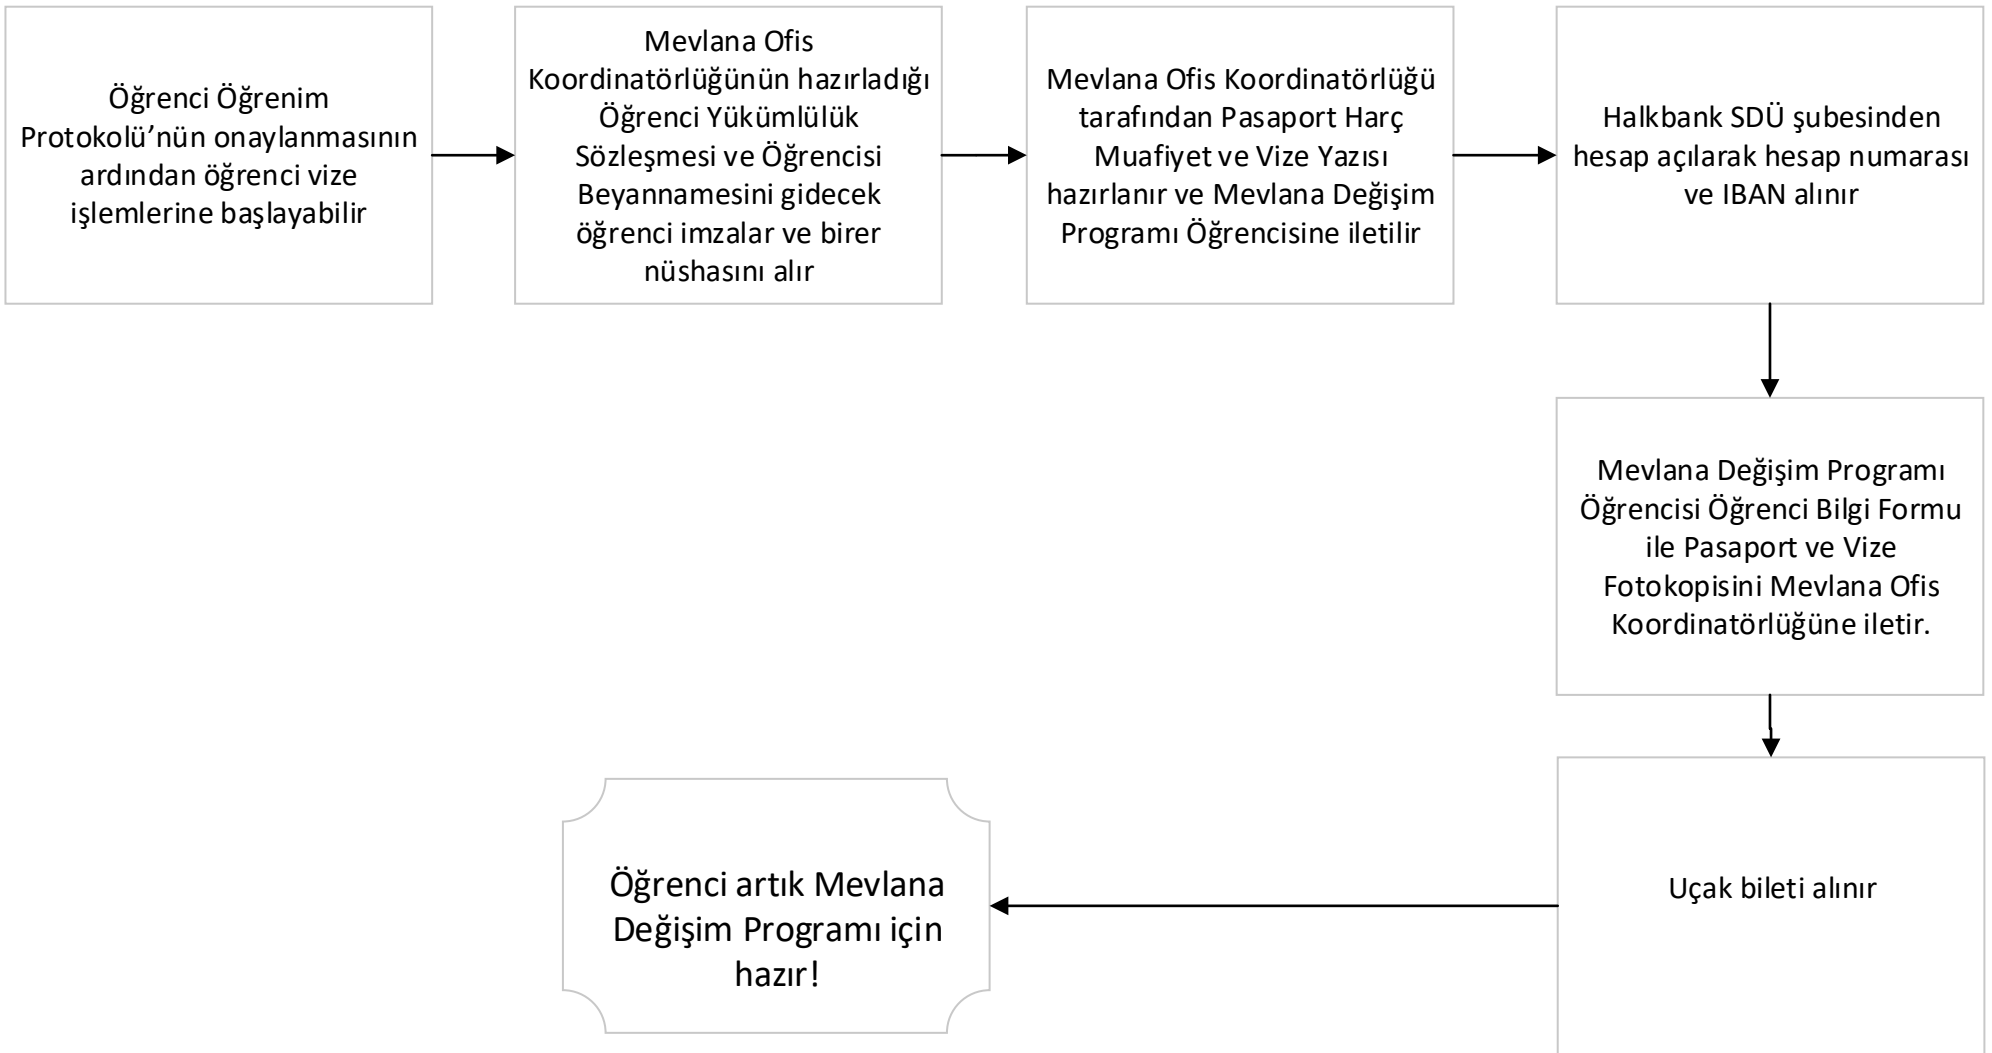 Öğrenci Öğrenim
Protokolü’nün onaylanmasının
ardından öğrenci vize
işlemlerine başlayabilir
Mevlana Ofis
Koordinatörlüğünün hazırladığı
Öğrenci Yükümlülük
Sözleşmesi ve Öğrencisi
Beyannamesini gidecek
öğrenci imzalar ve birer
nüshasını alır
Mevlana Ofis Koordinatörlüğü
tarafından Pasaport Harç
Muafiyet ve Vize Yazısı
hazırlanır ve Mevlana Değişim
Programı Öğrencisine iletilir
Halkbank SDÜ şubesinden
hesap açılarak hesap numarası
ve IBAN alınır
Mevlana Değişim Programı
Öğrencisi Öğrenci Bilgi Formu
ile Pasaport ve Vize
Fotokopisini Mevlana Ofis
Koordinatörlüğüne iletir.
Uçak bileti alınır
Öğrenci artık Mevlana
Değişim Programı için
hazır!